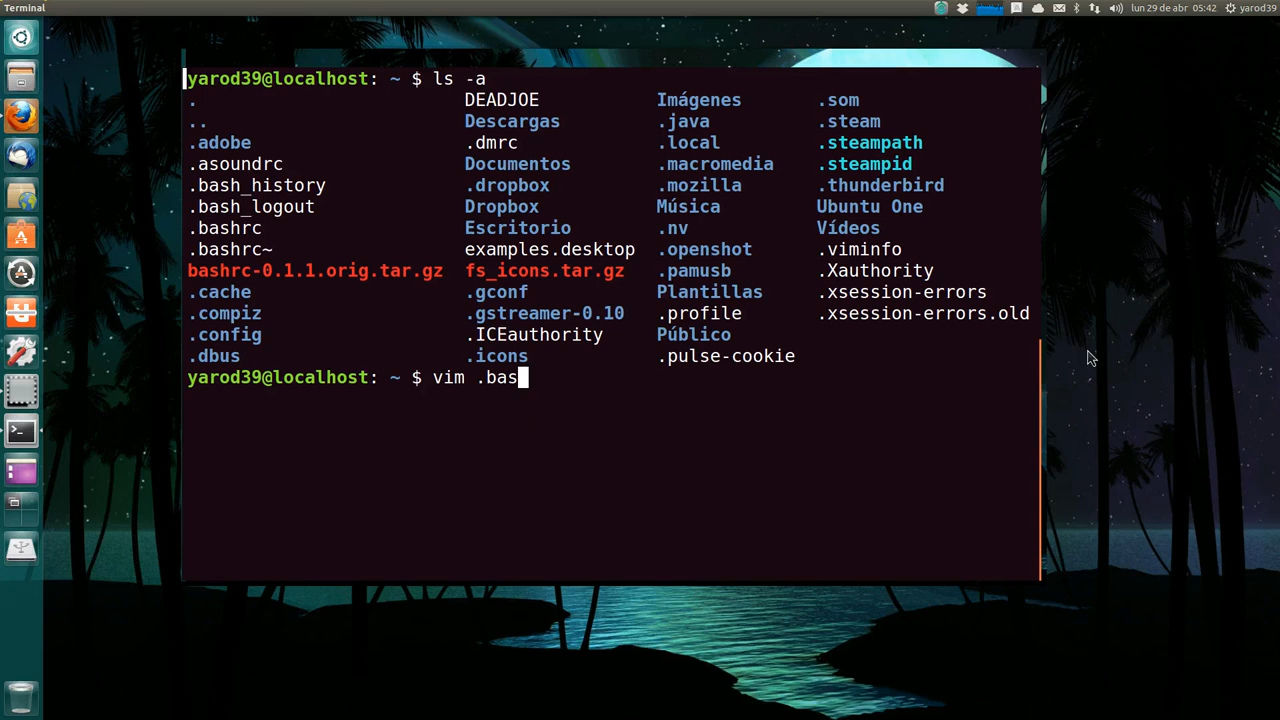 Terminal
lun 29 de abr 05:42 yarod39
yarod39@localhost: ~ $ ls -a
. DEADJOE Imágenes .som
.. Descargas .java .steam
.adobe .dmrc .local .steampath
.asoundrc Documentos .macromedia .steampid
.bash_history .dropbox .mozilla .thunderbird
.bash_logout Dropbox Música Ubuntu One
.bashrc Escritorio .nv Vídeos
.bashrc~ examples.desktop .openshot .viminfo
bashrc-0.1.1.orig.tar.gz fs_icons.tar.gz .pamusb .Xauthority
.cache .gconf Plantillas .xsession-errors
.compiz .gstreamer-0.10 .profile .xsession-errors.old
.config .ICEauthority Público
.dbus .icons .pulse-cookie
yarod39@localhost: ~ $ vim .bas